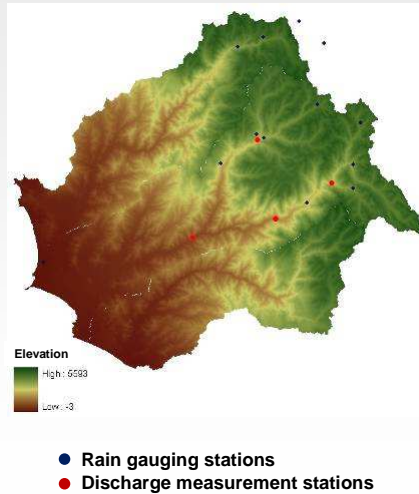 Elevation
High : 5593
Low : -3
Rain gauging stations
Discharge measurement stations